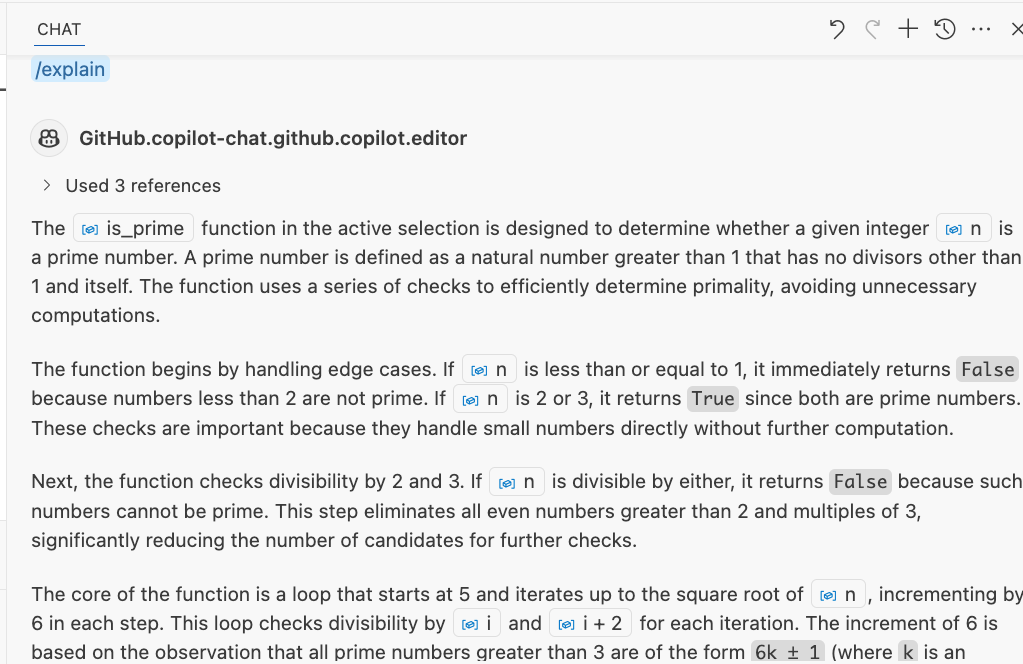 CHAT
/explain
GitHub.copilot-chat.github.copilot.editor
Used 3 references
The is_prime function in the active selection is designed to determine whether a given integer n is
a prime number. A prime number is defined as a natural number greater than 1 that has no divisors other than
1 and itself. The function uses a series of checks to efficiently determine primality, avoiding unnecessary
computations.
The function begins by handling edge cases. If n is less than or equal to 1, it immediately returns False
because numbers less than 2 are not prime. If n is 2 or 3, it returns True since both are prime numbers.
These checks are important because they handle small numbers directly without further computation.
Next, the function checks divisibility by 2 and 3. If n is divisible by either, it returns False because such
numbers cannot be prime. This step eliminates all even numbers greater than 2 and multiples of 3,
significantly reducing the number of candidates for further checks.
The core of the function is a loop that starts at 5 and iterates up to the square root of n , incrementing by
6 in each step. This loop checks divisibility by i and i + 2 for each iteration. The increment of 6 is
based on the observation that all prime numbers greater than 3 are of the form 6k ± 1 (where k is an